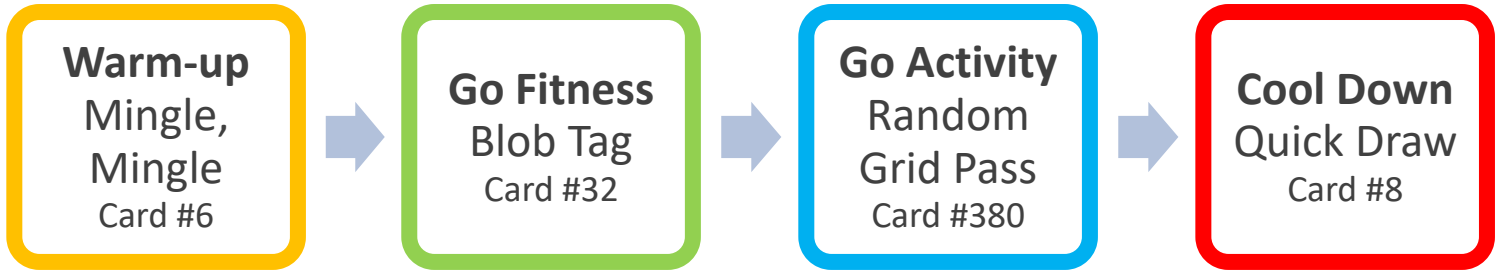 Warm-up
Mingle,
Mingle
Card #6
Go Fitness
Blob Tag
Card #32
Go Activity
Random
Grid Pass
Card #380
Cool Down
Quick Draw
Card #8